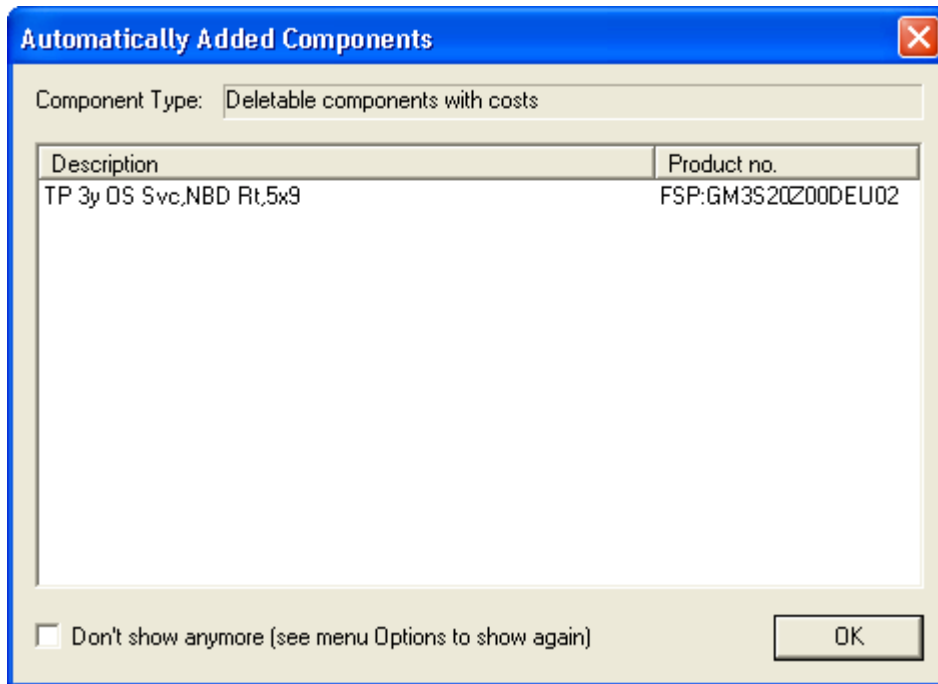 Automatically Added Components
Component Type: Deletable components with costs
Description Product no.
TP 3y OS Svc,NBD Rt,5x9 FSP:GM3S20Z00DEU02
Don't show anymore (see menu Options to show again) OK